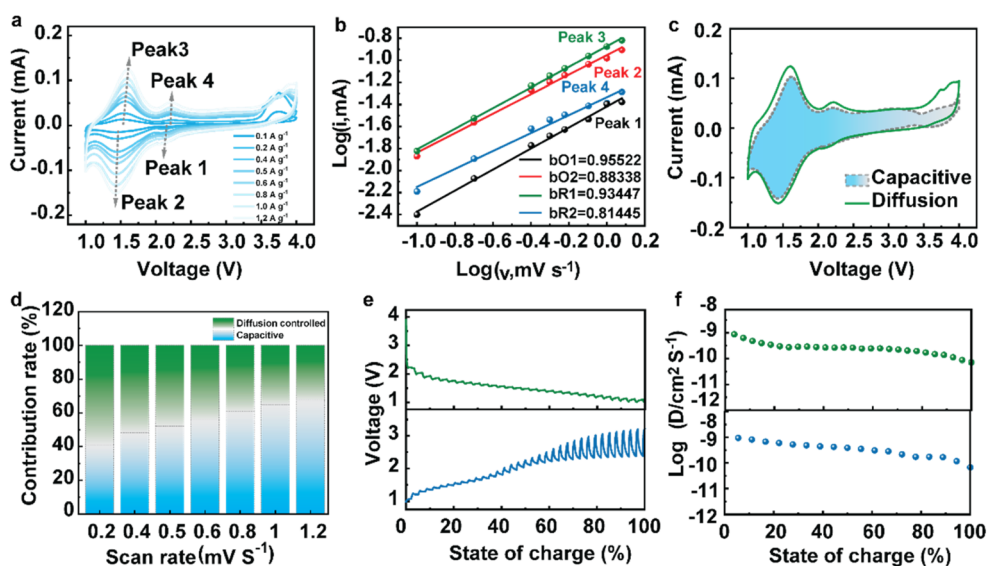 a
Current (mA)
0.2
0.1
0.0
-0.1
-0.2
Peak3
Peak 4
Peak 1
Peak 2
0.1 A g-1
0.2 A g-1
0.4 A g-1
0.5 A g-1
0.6 A g-1
0.8 A g-1
1.0 A g-1
1.2 A g-1
1.0 1.5 2.0 2.5 3.0 3.5 4.0
Voltage (V)
b
Log(i,mA)
-0.8
-1.0
-1.2
-1.4
-1.6
-1.8
-2.0
-2.2
-2.4
Peak 3
Peak 2
Peak 4
Peak 1
bO1=0.95522
bO2=0.88338
bR1=0.93447
bR2=0.81445
-1.0 -0.8 -0.6 -0.4 -0.2 0.0 0.2
Log(v,mV s-1)
c
Current (mA)
0.2
0.1
0.0
-0.1
-0.2
Capacitive
Diffusion
1.0 1.5 2.0 2.5 3.0 3.5 4.0
Voltage (V)
d
Contribution rate (%)
120
100
80
60
40
20
0
Diffusion controlled
Capacitive
0.2 0.4 0.5 0.6 0.8 1 1.2
Scan rate(mV S-1)
e
Voltage (V)
4
3
2
1
3
2
1
0 20 40 60 80 100
State of charge (%)
f
Log (D/cm2 S-1)
-8
-9
-10
-11
-12
-8
-9
-10
-11
-12
0 20 40 60 80 100
State of charge (%)